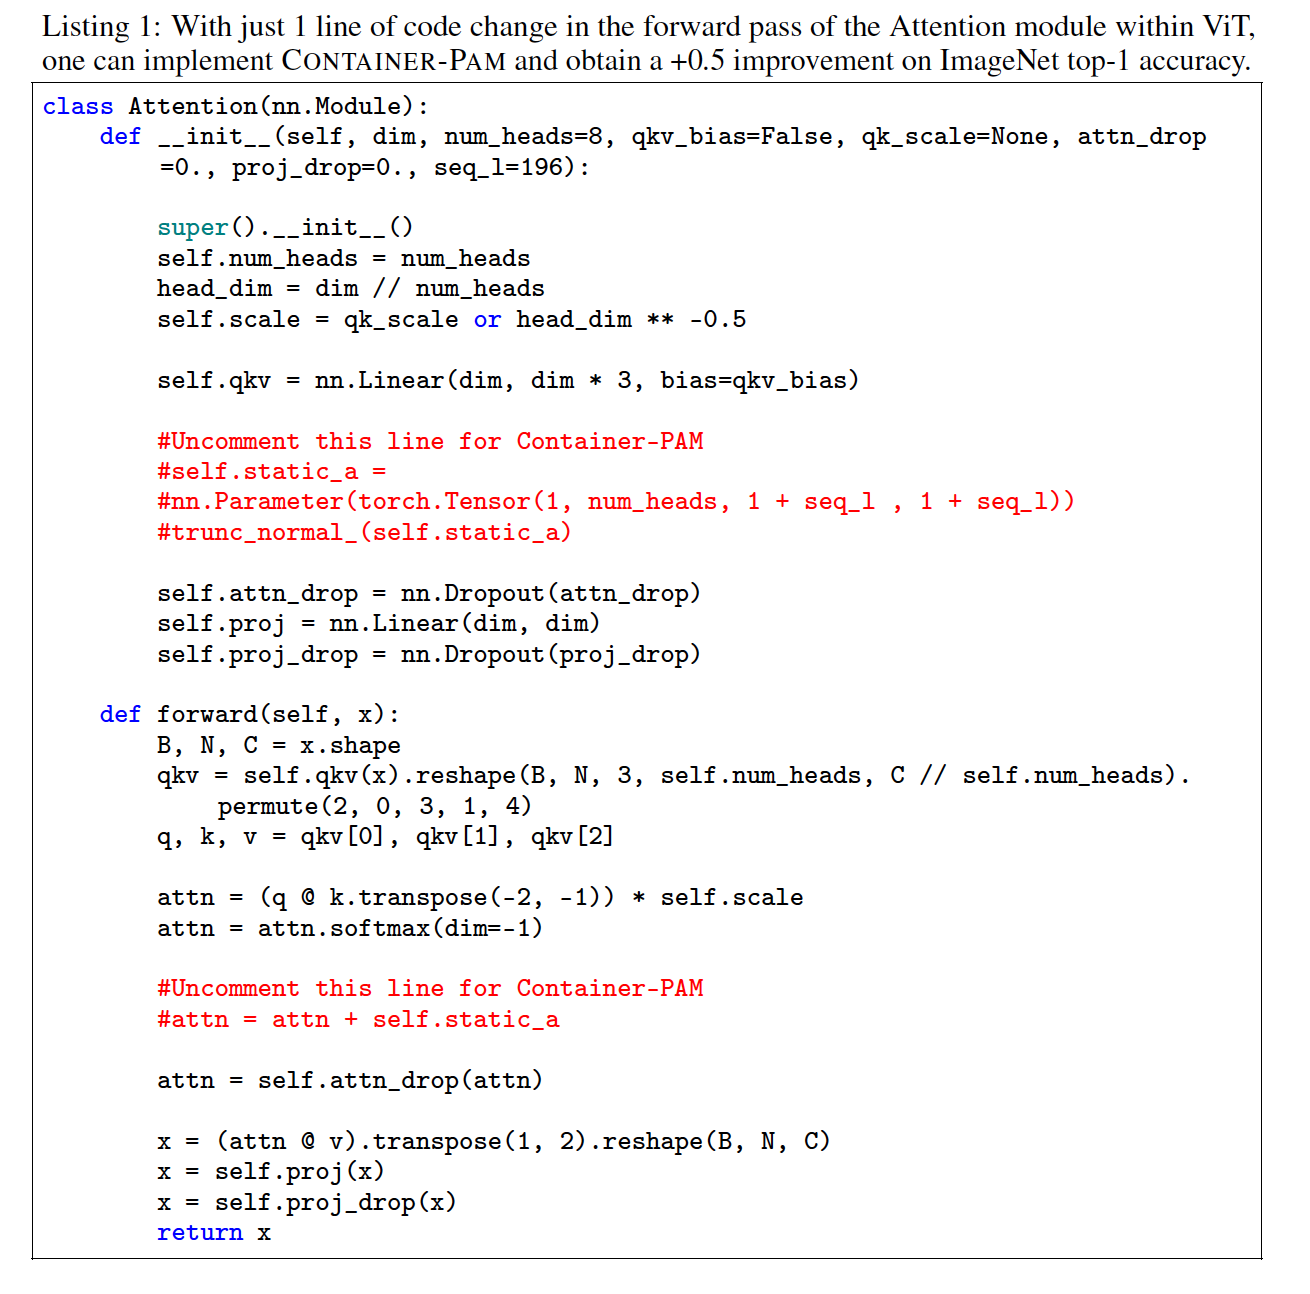 Listing 1: With just 1 line of code change in the forward pass of the Attention module within ViT,
one can implement CONTAINER-PAM and obtain a +0.5 improvement on ImageNet top-1 accuracy.
class Attention(nn.Module):
    def __init__(self, dim, num_heads=8, qkv_bias=False, qk_scale=None, attn_drop
        =0., proj_drop=0., seq_l=196):

        super().__init__()
        self.num_heads = num_heads
        head_dim = dim // num_heads
        self.scale = qk_scale or head_dim ** -0.5

        self.qkv = nn.Linear(dim, dim * 3, bias=qkv_bias)

        #Uncomment this line for Container-PAM
        #self.static_a =
        #nn.Parameter(torch.Tensor(1, num_heads, 1 + seq_l , 1 + seq_l))
        #trunc_normal_(self.static_a)

        self.attn_drop = nn.Dropout(attn_drop)
        self.proj = nn.Linear(dim, dim)
        self.proj_drop = nn.Dropout(proj_drop)

    def forward(self, x):
        B, N, C = x.shape
        qkv = self.qkv(x).reshape(B, N, 3, self.num_heads, C // self.num_heads).
            permute(2, 0, 3, 1, 4)
        q, k, v = qkv[0], qkv[1], qkv[2]

        attn = (q @ k.transpose(-2, -1)) * self.scale
        attn = attn.softmax(dim=-1)

        #Uncomment this line for Container-PAM
        #attn = attn + self.static_a

        attn = self.attn_drop(attn)

        x = (attn @ v).transpose(1, 2).reshape(B, N, C)
        x = self.proj(x)
        x = self.proj_drop(x)
        return x